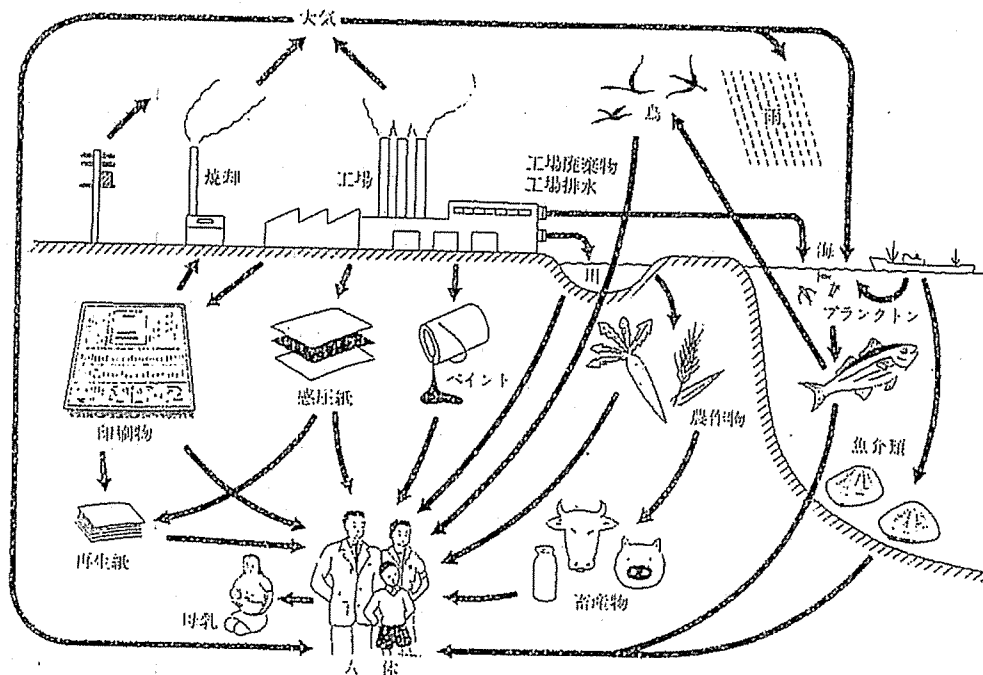 大気
鳥
雨
焼却
工場
工場廃棄物
工場排水
海
川
プランクトン
ペイント
感圧紙
農作物
印刷物
魚介類
再生紙
畜産物
母乳
人体